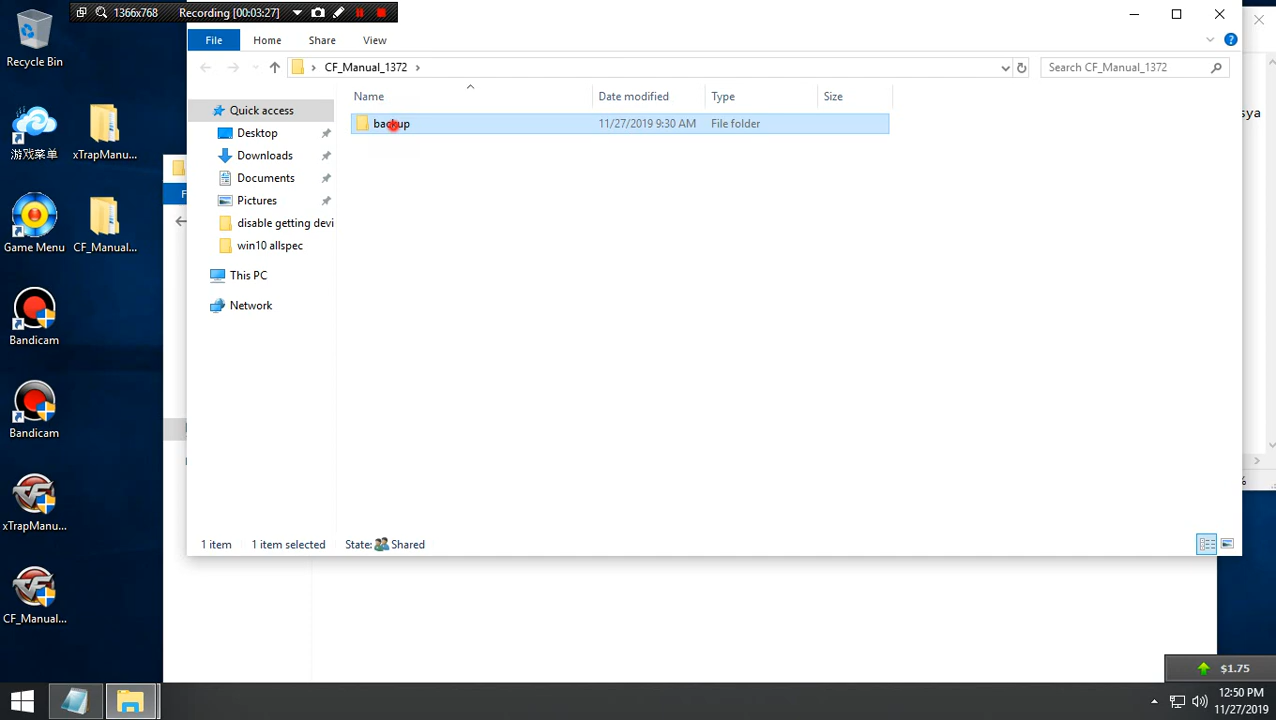 1366x768 Recording [00:03:27]
File Home Share View
CF_Manual_1372
Search CF_Manual_1372
Name Date modified Type Size
backup 11/27/2019 9:30 AM File folder
Quick access
Desktop
Downloads
Documents
Pictures
disable getting devi
win10 allspec
This PC
Network
1 item 1 item selected State: Shared
Recycle Bin
游戏菜单
xTrapManu...
Game Menu
CF_Manual...
Bandicam
Bandicam
xTrapManu...
CF_Manual...
sya
%
$1.75
12:50 PM
11/27/2019